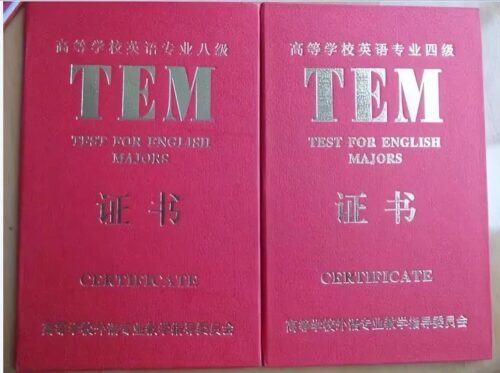 高等学校英语专业八级
TEM
TEST FOR ENGLISH
MAJORS
证书
CERTIFICATE
高等学校外语专业教学指导委员会
高等学校英语专业四级
TEM
TEST FOR ENGLISH
MAJORS
证书
CERTIFICATE
高等学校外语专业教学指导委员会